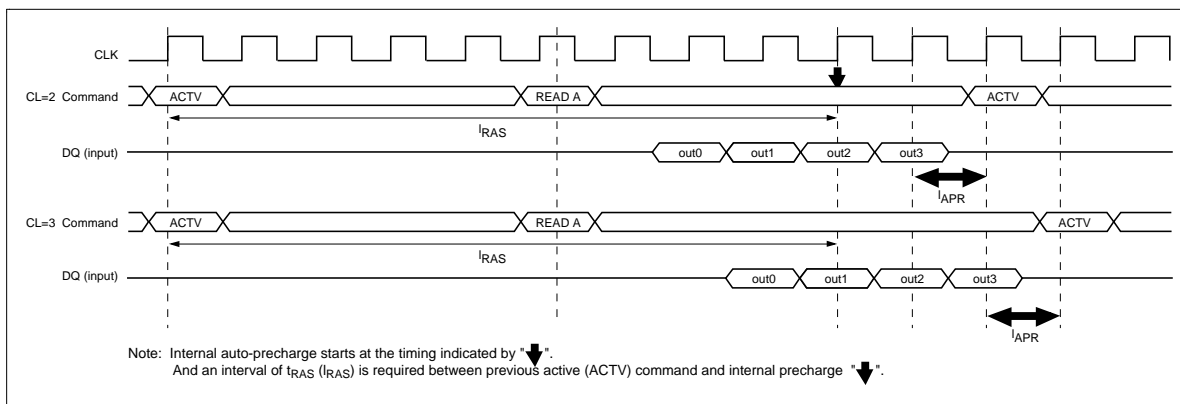 CLK
CL=2 Command ACTV READ A ACTV
lRAS
DQ (input) out0 out1 out2 out3
lAPR
CL=3 Command ACTV READ A ACTV
lRAS
DQ (input) out0 out1 out2 out3
lAPR
Note: Internal auto-precharge starts at the timing indicated by " ".
And an interval of tRAS (lRAS) is required between previous active (ACTV) command and internal precharge " ".